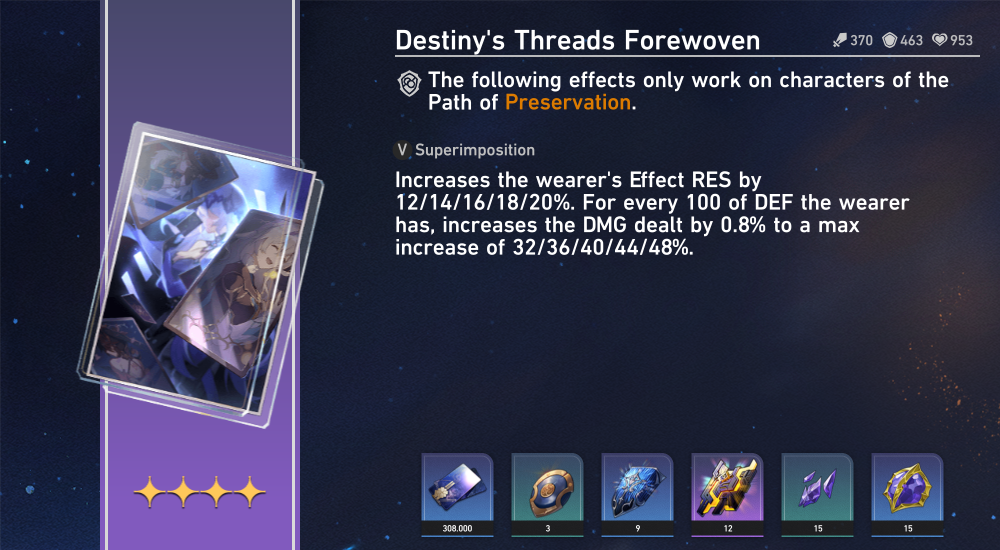 Destiny's Threads Forewoven
370 463 953
The following effects only work on characters of the
Path of Preservation.
V Superimposition
Increases the wearer's Effect RES by
12/14/16/18/20%. For every 100 of DEF the wearer
has, increases the DMG dealt by 0.8% to a max
increase of 32/36/40/44/48%.
308.000 3 9 12 15 15